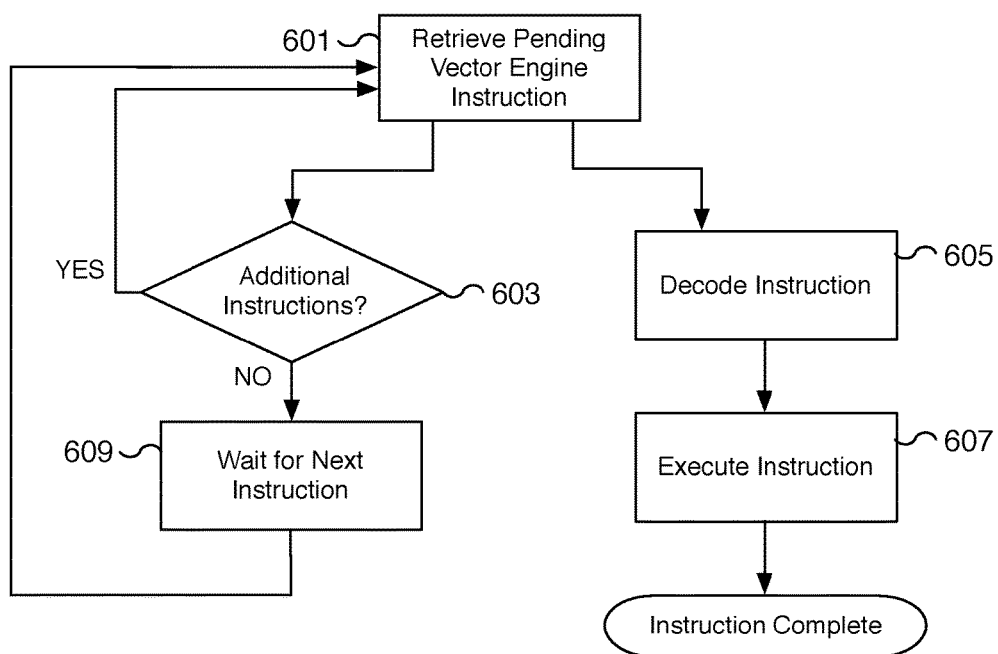 601
Retrieve Pending
Vector Engine
Instruction
YES
Additional
Instructions?
603
605
Decode Instruction
NO
609
Wait for Next
Instruction
607
Execute Instruction
Instruction Complete